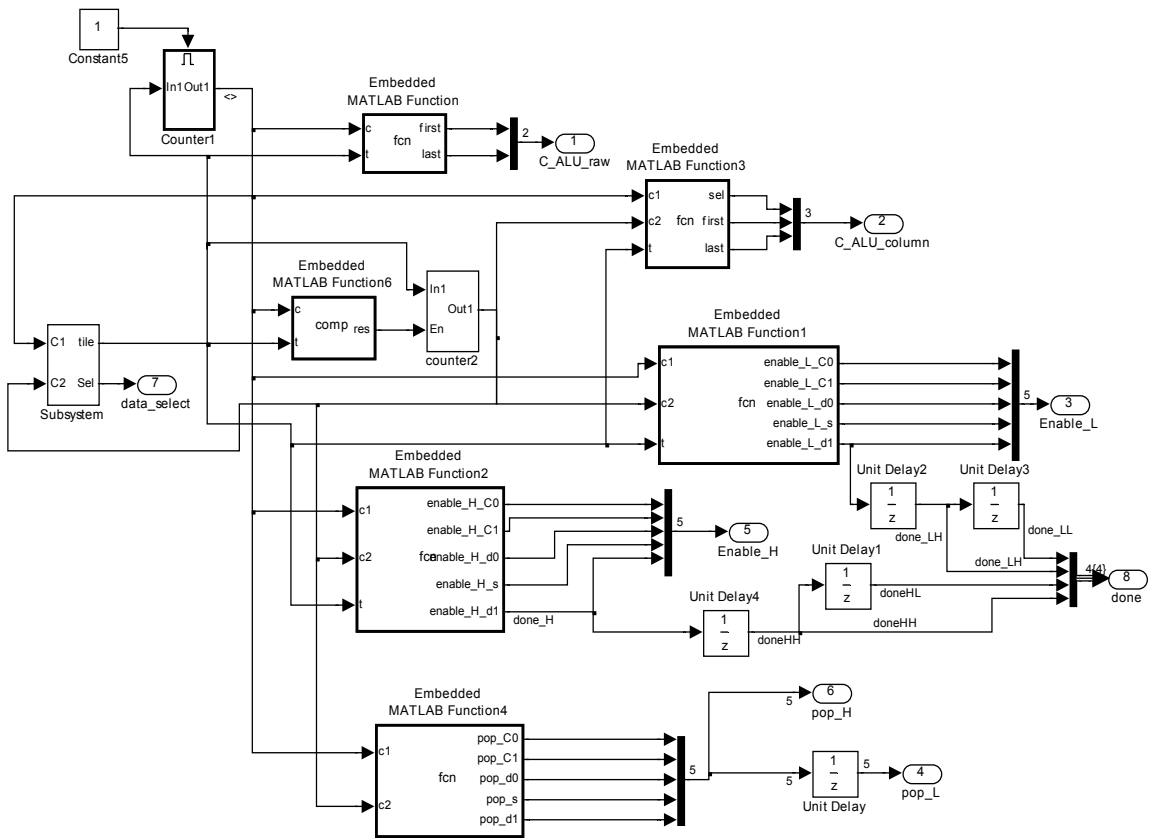 1
Constant5
In1 Out1
<>
Counter1
Embedded
MATLAB Function
c
t
fcn
first
last
2
1
C_ALU_raw
Embedded
MATLAB Function3
c1
c2
t
fcn
sel
first
last
3
2
C_ALU_column
Embedded
MATLAB Function6
c
t
comp
res
In1
En
Out1
counter2
C1
C2
tile
Sel
Subsystem
7
data_select
Embedded
MATLAB Function1
c1
c2
t
fcn
enable_L_C0
enable_L_C1
enable_L_d0
enable_L_s
enable_L_d1
5
3
Enable_L
Unit Delay2
1
z
done_LH
Unit Delay3
1
z
done_LL
done_LH
Embedded
MATLAB Function2
c1
c2
t
fcn
enable_H_C0
enable_H_C1
enable_H_d0
enable_H_s
enable_H_d1
done_H
5
5
Enable_H
Unit Delay1
1
z
doneHL
Unit Delay4
1
z
doneHH
doneHH
4{4}
8
done
Embedded
MATLAB Function4
c1
c2
fcn
pop_C0
pop_C1
pop_d0
pop_s
pop_d1
5
5
6
pop_H
5
1
z
Unit Delay
5
4
pop_L